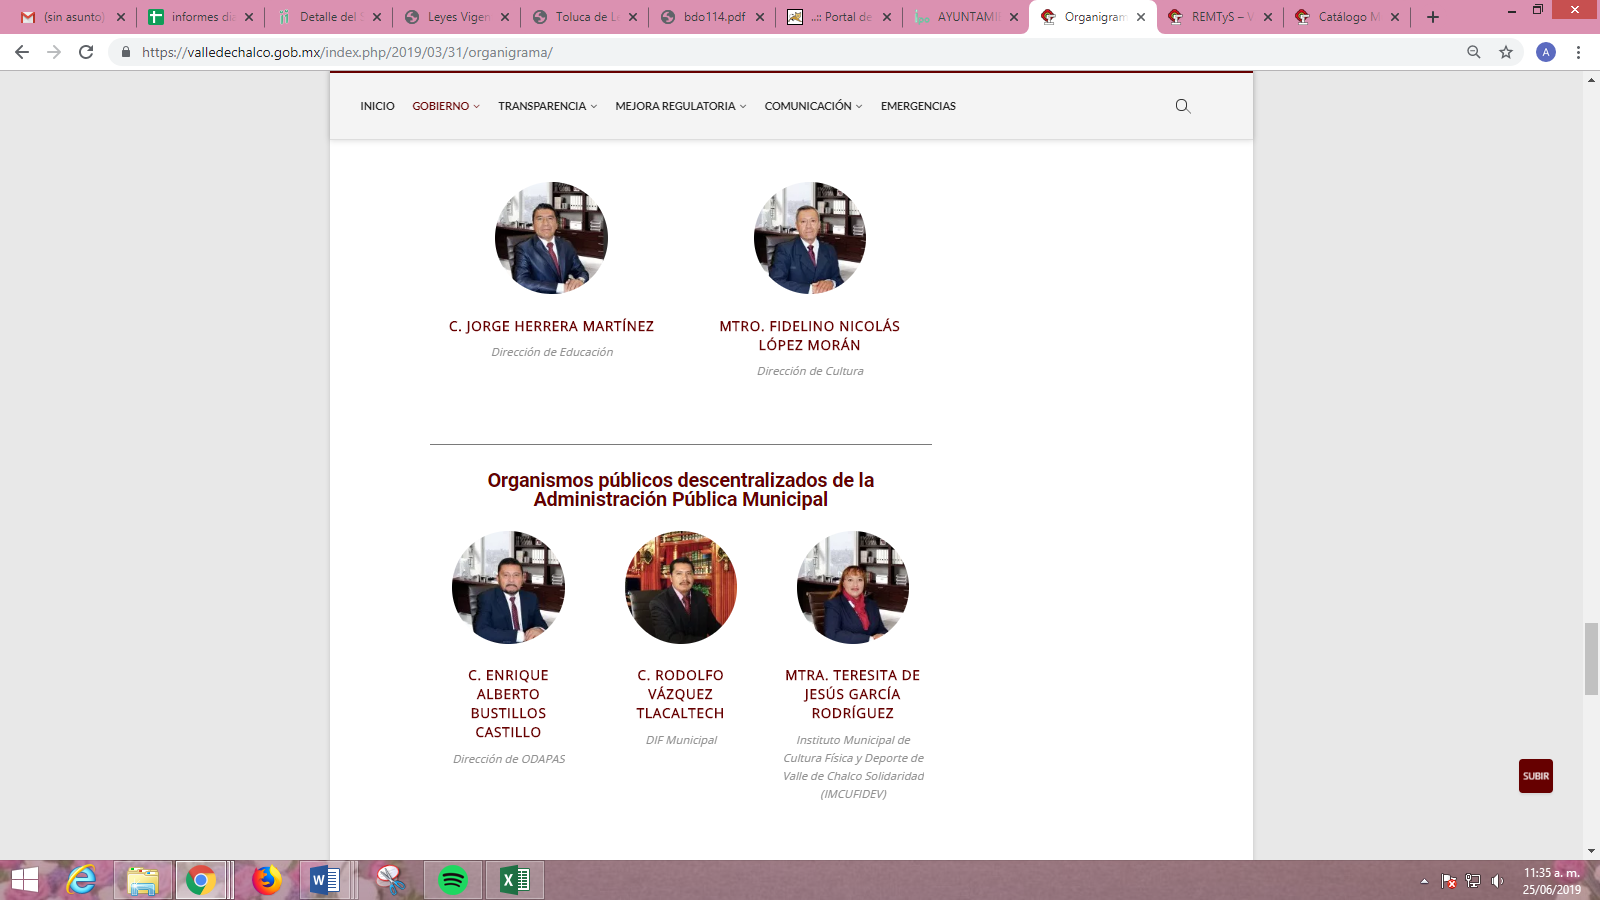 (sin asunto)
informes di
Detalle del S
Leyes Vigen
Toluca de L
bdo114.pdf
..:: Portal de
AYUNTAMI
Organigram
REMTyS – V
Catálogo M
https://valledechalco.gob.mx/index.php/2019/03/31/organigrama/
A
INICIO GOBIERNO TRANSPARENCIA MEJORA REGULATORIA COMUNICACIÓN EMERGENCIAS
C. JORGE HERRERA MARTÍNEZ
Dirección de Educación
MTRO. FIDELINO NICOLÁS
LÓPEZ MORÁN
Dirección de Cultura
Organismos públicos descentralizados de la
Administración Pública Municipal
C. ENRIQUE
ALBERTO
BUSTILLOS
CASTILLO
Dirección de ODAPAS
C. RODOLFO
VÁZQUEZ
TLACALTECH
DIF Municipal
MTRA. TERESITA DE
JESÚS GARCÍA
RODRÍGUEZ
Instituto Municipal de
Cultura Física y Deporte de
Valle de Chalco Solidaridad
(IMCUFIDEV)
SUBIR
11:35 a. m.
25/06/2019